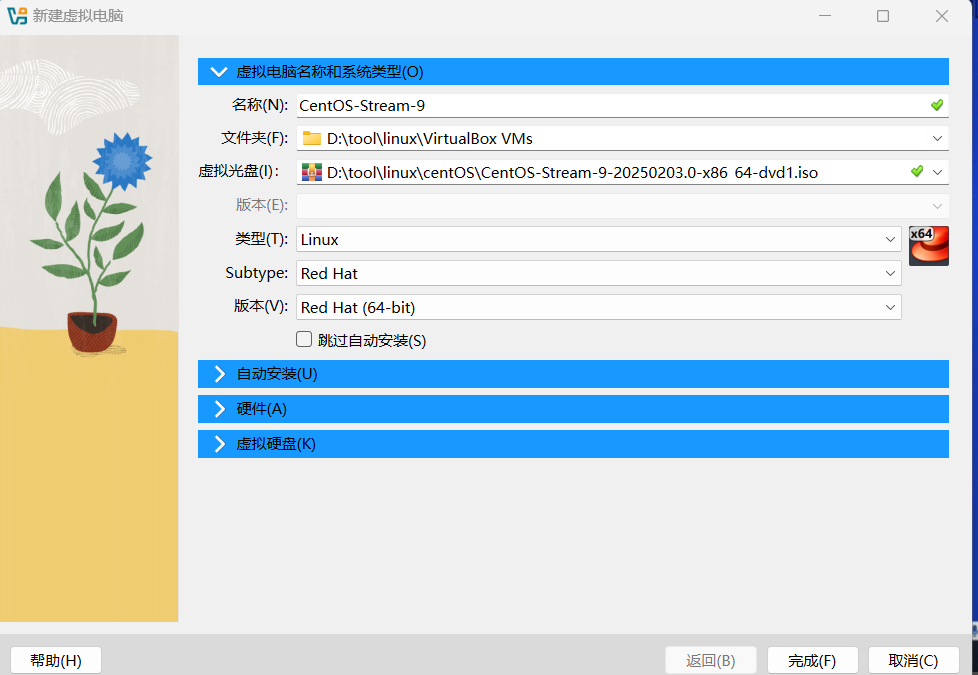 新建虚拟电脑
虚拟电脑名称和系统类型(O)
名称(N): CentOS-Stream-9
文件夹(F): D:\tool\linux\VirtualBox VMs
虚拟光盘(I): D:\tool\linux\centOS\CentOS-Stream-9-20250203.0-x86_64-dvd1.iso
版本(E):
类型(T): Linux
x64
Subtype: Red Hat
版本(V): Red Hat (64-bit)
跳过自动安装(S)
自动安装(U)
硬件(A)
虚拟硬盘(K)
帮助(H) 返回(B) 完成(F) 取消(C)